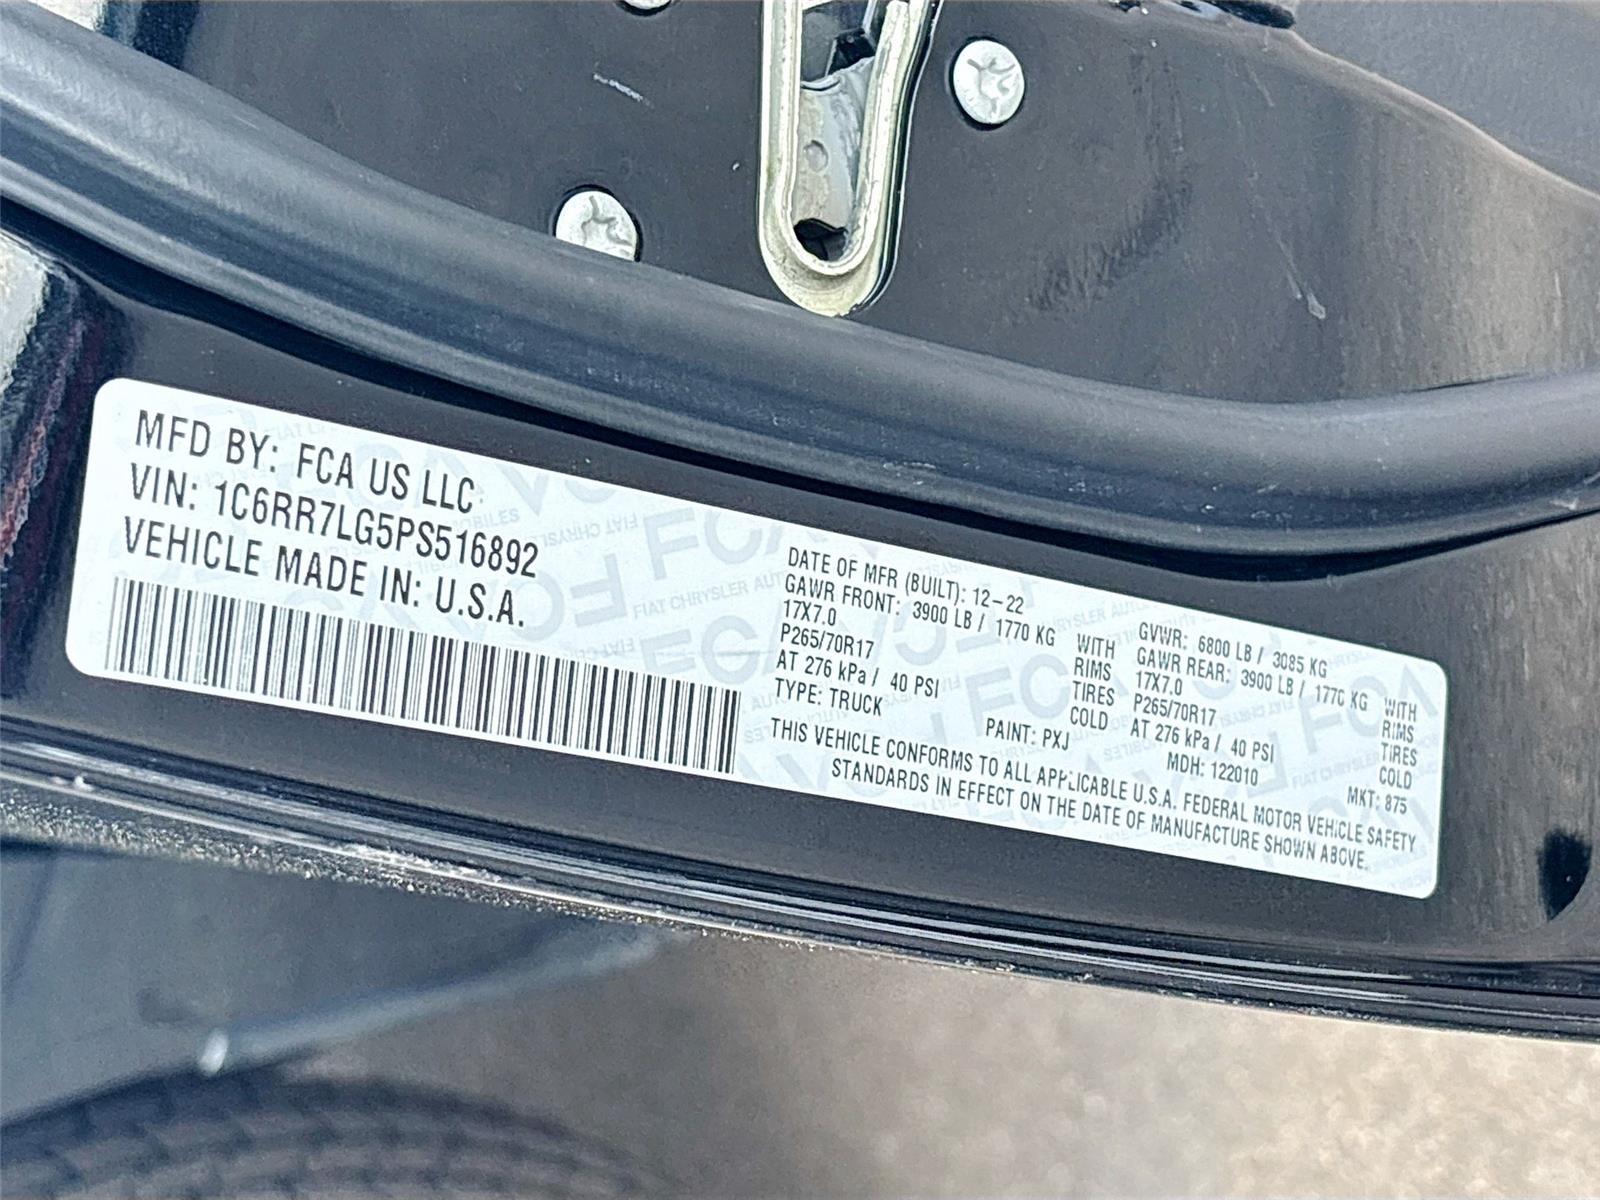 MFD BY: FCA US LLC
VIN: 1C6RR7LG5PS516892
VEHICLE MADE IN: U.S.A.
DATE OF MFR (BUILT): 12-22
GAWR FRONT: 3900 LB / 1770 KG WITH
17X7.0 RIMS
P265/70R17 TIRES
AT 276 kPa / 40 PSI COLD
TYPE: TRUCK PAINT: PXJ
GVWR: 6800 LB / 3085 KG
GAWR REAR: 3900 LB / 1770 KG WITH
17X7.0 RIMS
P265/70R17 TIRES
AT 276 kPa / 40 PSI COLD
MDH: 122010 MKT: 875
THIS VEHICLE CONFORMS TO ALL APPLICABLE U.S.A. FEDERAL MOTOR VEHICLE SAFETY
STANDARDS IN EFFECT ON THE DATE OF MANUFACTURE SHOWN ABOVE.